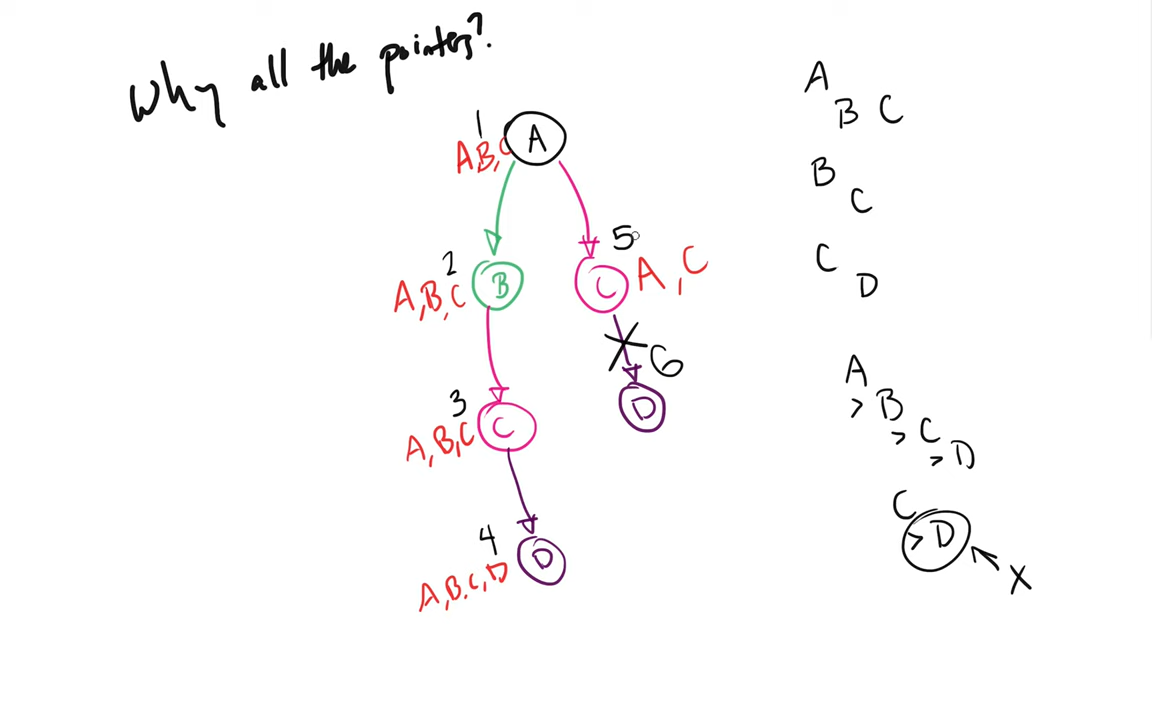 Why all the pointers?
1
A
A,B,C
2
B
A,B,C
5
C
A,C
6
D
3
C
A,B,C
4
D
A,B,C,D
A
B C
B
C
C
D
A
> B
> C
> D
C
> D
X